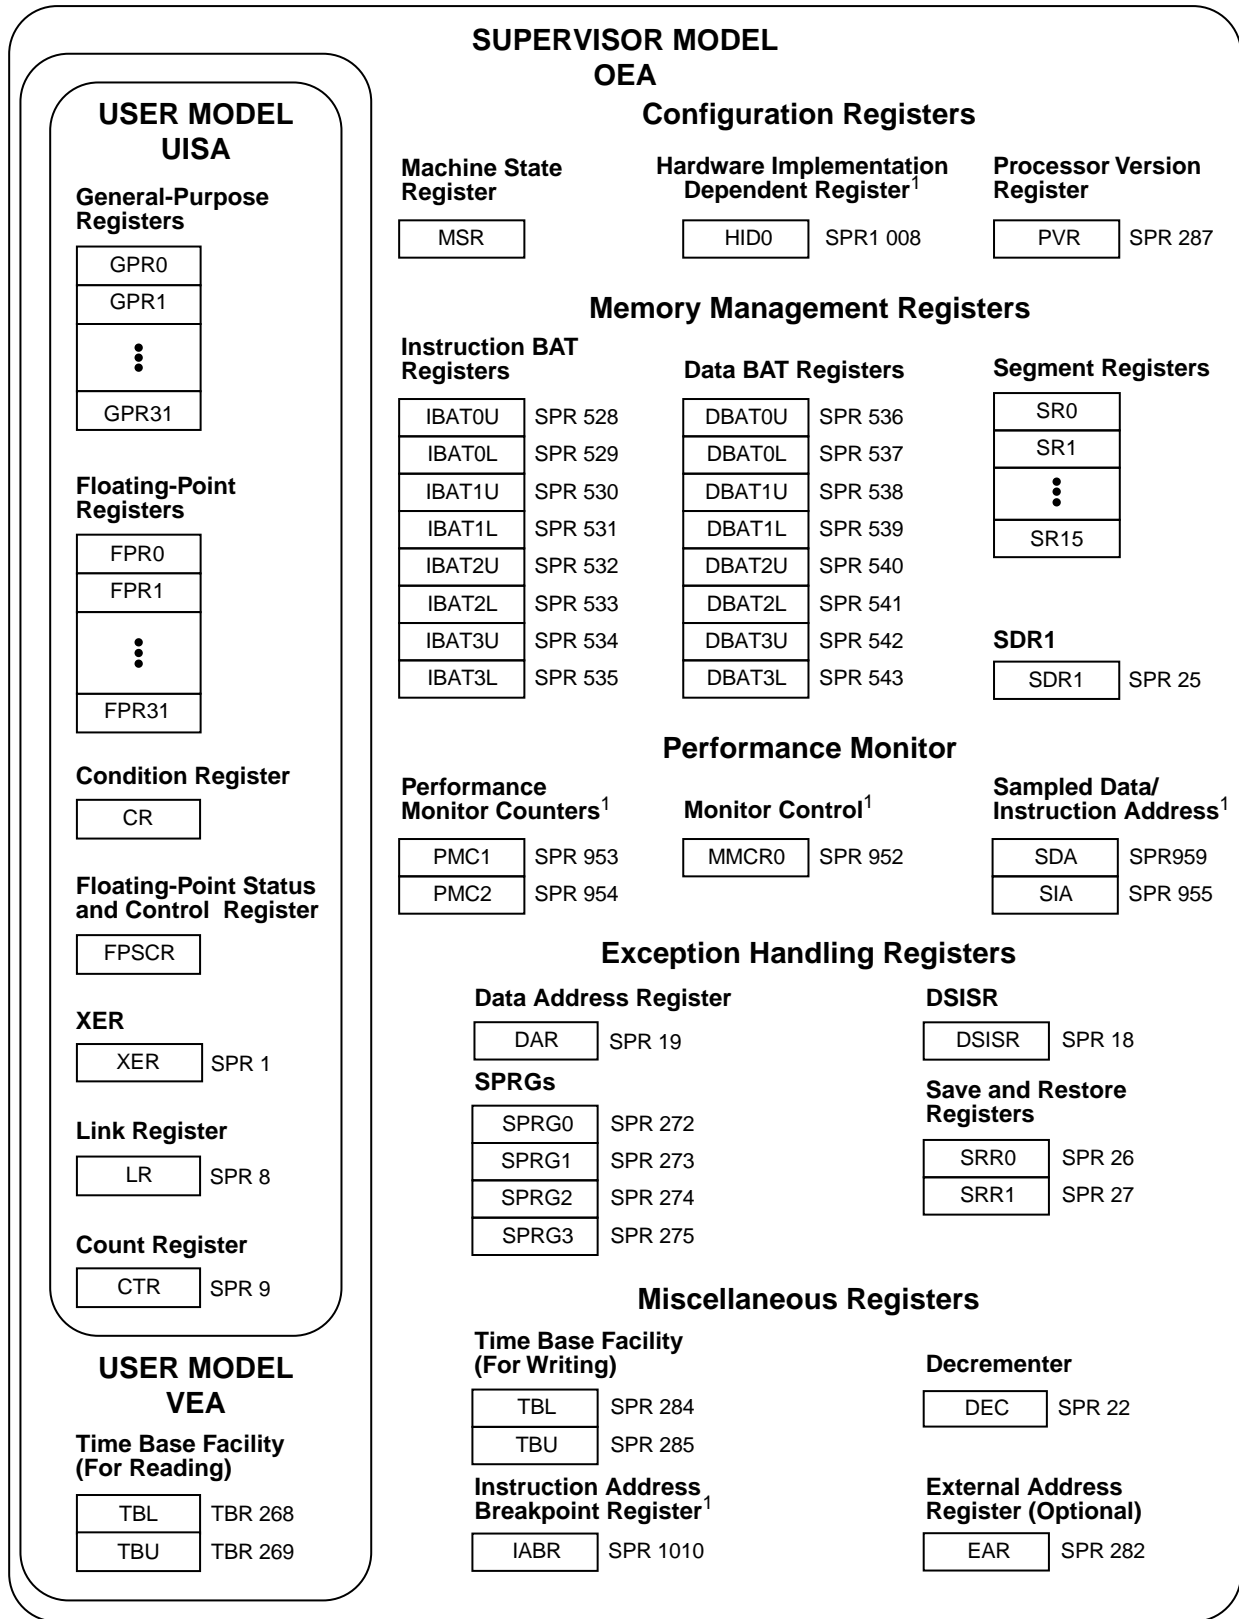 SUPERVISOR MODEL
OEA
USER MODEL
UISA
General-Purpose
Registers
GPR0
GPR1
GPR31
Floating-Point
Registers
FPR0
FPR1
FPR31
Condition Register
CR
Floating-Point Status
and Control Register
FPSCR
XER
XER SPR 1
Link Register
LR SPR 8
Count Register
CTR SPR 9
USER MODEL
VEA
Time Base Facility
(For Reading)
TBL TBR 268
TBU TBR 269
Configuration Registers
Machine State
Register
MSR
Hardware Implementation
Dependent Register1
HID0 SPR1 008
Processor Version
Register
PVR SPR 287
Memory Management Registers
Instruction BAT
Registers
IBAT0U SPR 528
IBAT0L SPR 529
IBAT1U SPR 530
IBAT1L SPR 531
IBAT2U SPR 532
IBAT2L SPR 533
IBAT3U SPR 534
IBAT3L SPR 535
Data BAT Registers
DBAT0U SPR 536
DBAT0L SPR 537
DBAT1U SPR 538
DBAT1L SPR 539
DBAT2U SPR 540
DBAT2L SPR 541
DBAT3U SPR 542
DBAT3L SPR 543
Segment Registers
SR0
SR1
SR15
SDR1
SDR1 SPR 25
Performance Monitor
Performance
Monitor Counters1
PMC1 SPR 953
PMC2 SPR 954
Monitor Control1
MMCR0 SPR 952
Sampled Data/
Instruction Address1
SDA SPR959
SIA SPR 955
Exception Handling Registers
Data Address Register
DAR SPR 19
SPRGs
SPRG0 SPR 272
SPRG1 SPR 273
SPRG2 SPR 274
SPRG3 SPR 275
DSISR
DSISR SPR 18
Save and Restore
Registers
SRR0 SPR 26
SRR1 SPR 27
Miscellaneous Registers
Time Base Facility
(For Writing)
TBL SPR 284
TBU SPR 285
Decrementer
DEC SPR 22
Instruction Address
Breakpoint Register1
IABR SPR 1010
External Address
Register (Optional)
EAR SPR 282